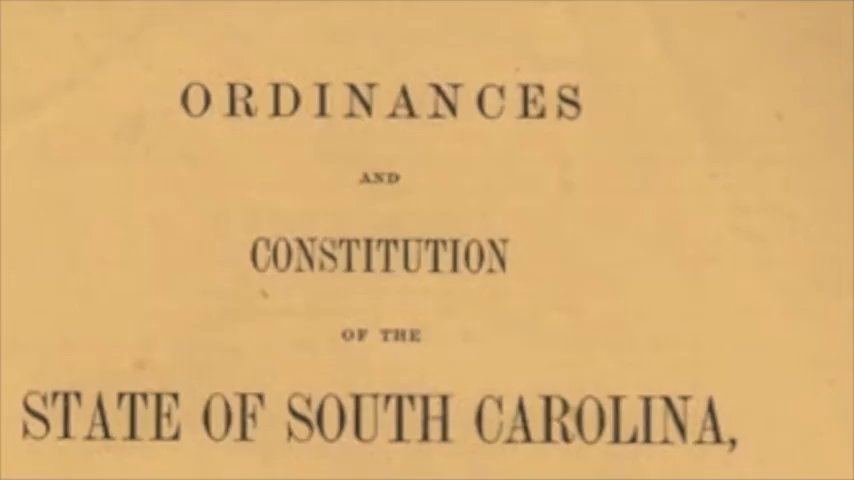 ORDINANCES
AND
CONSTITUTION
OF THE
STATE OF SOUTH CAROLINA,